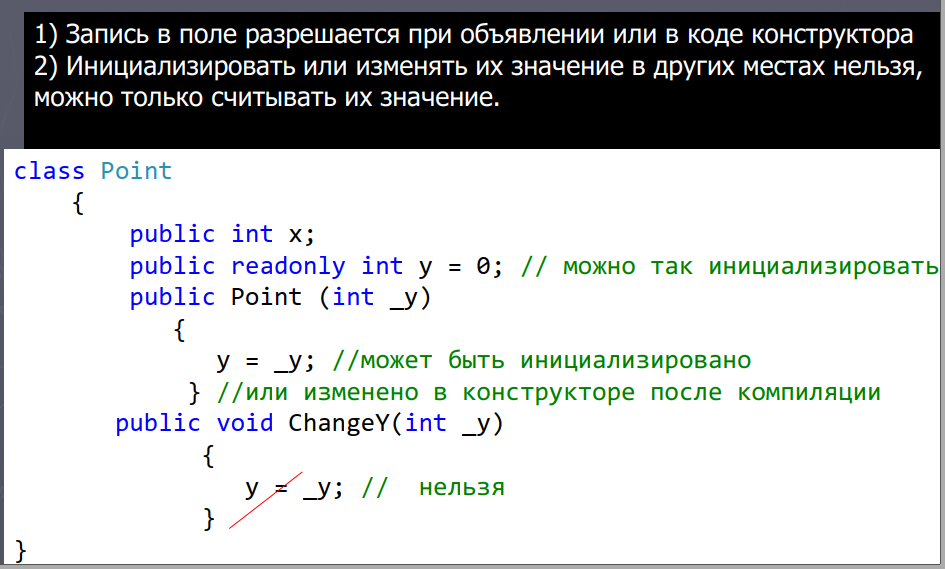 1) Запись в поле разрешается при объявлении или в коде конструктора
2) Инициализировать или изменять их значение в других местах нельзя,
можно только считывать их значение.
class Point
{
public int x;
public readonly int y = 0; // можно так инициализировать
public Point (int _y)
{
y = _y; //может быть инициализировано
} //или изменено в конструкторе после компиляции
public void ChangeY(int _y)
{
y = _y; // нельзя
}
}